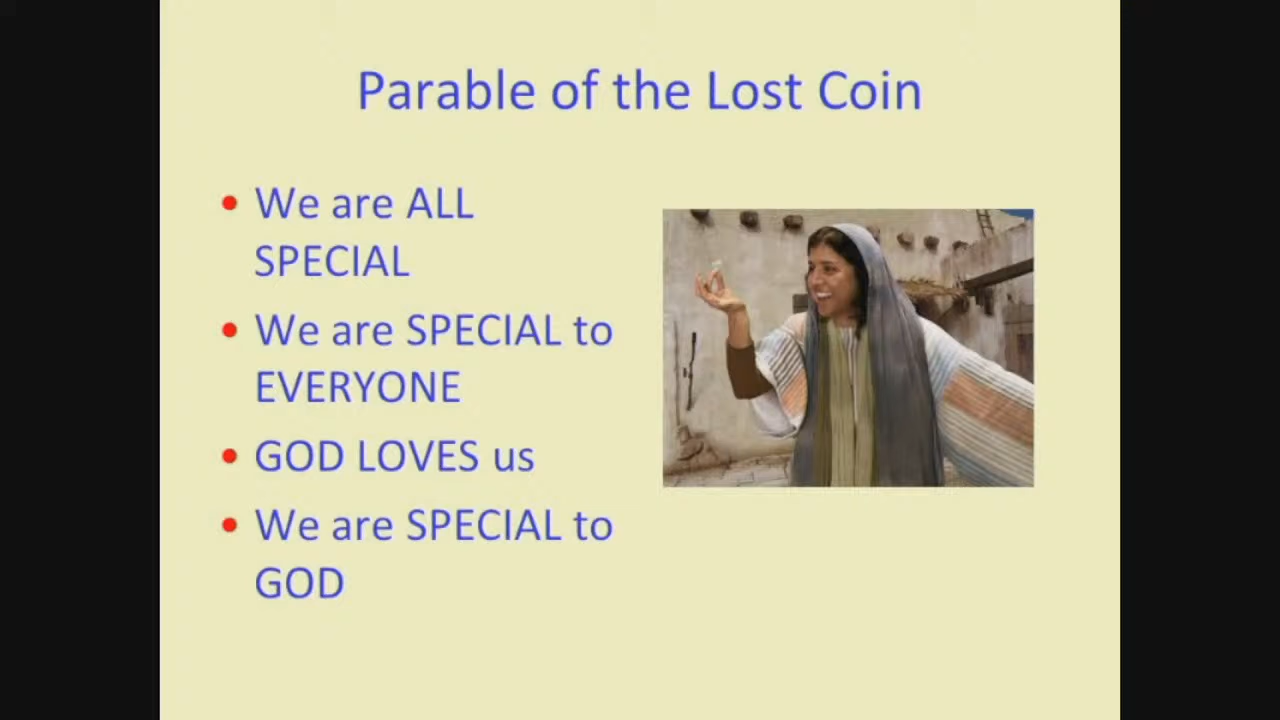 Parable of the Lost Coin
• We are ALL
SPECIAL
• We are SPECIAL to
EVERYONE
• GOD LOVES us
• We are SPECIAL to
GOD